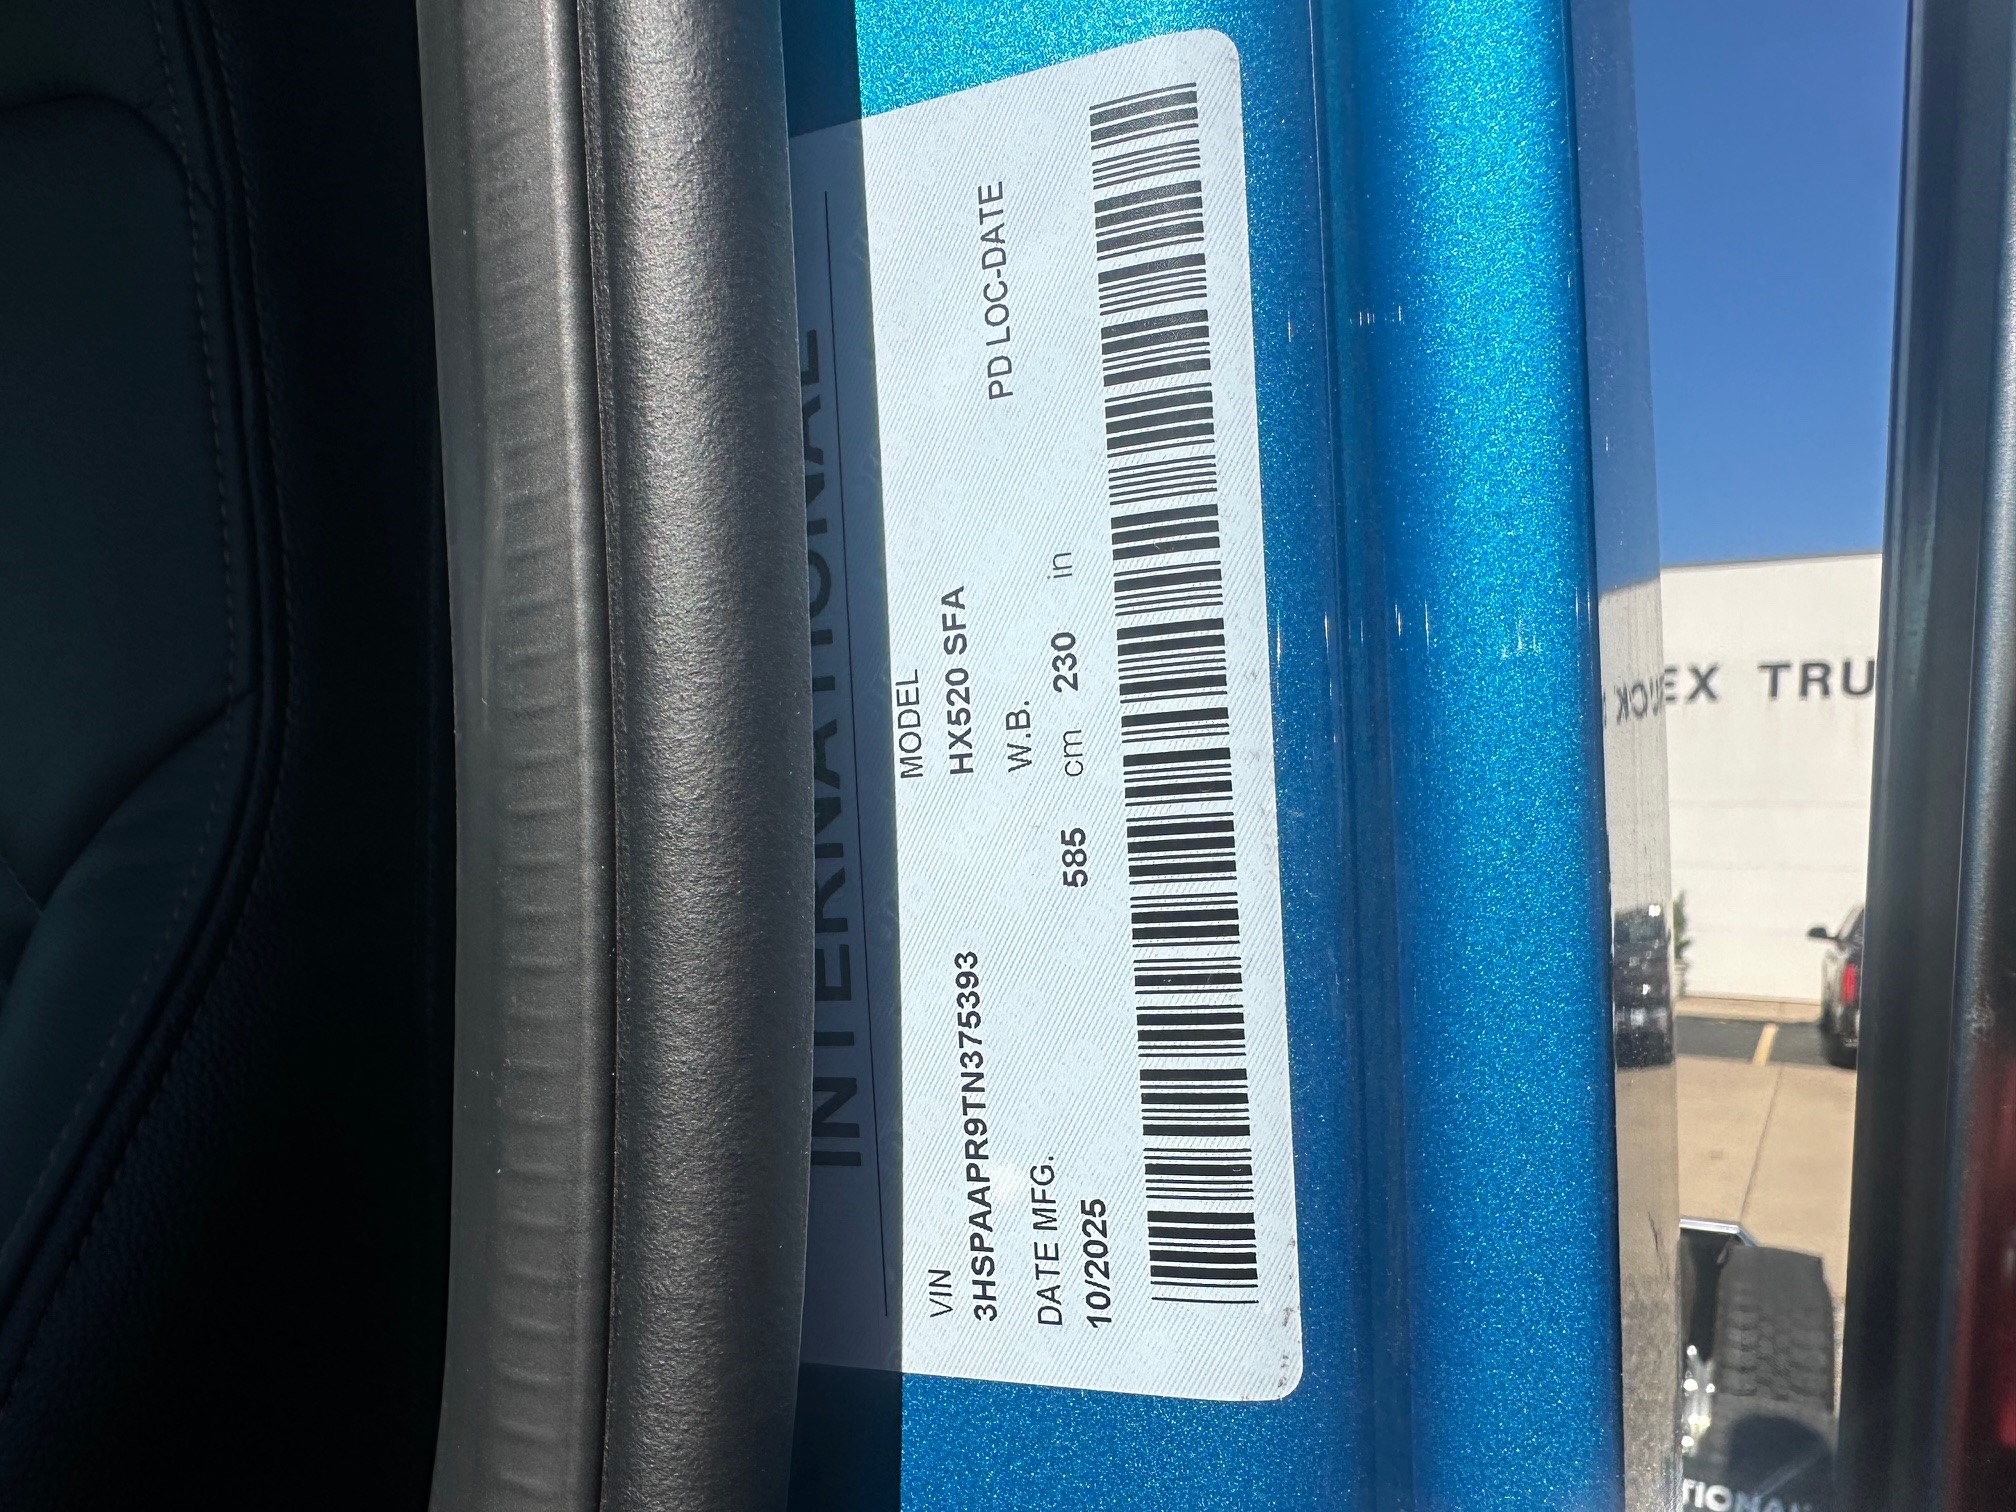 INTERNATIONAL
VIN
3HSPAAPR9TN375393
MODEL
HX520 SFA
DATE MFG.
10/2025
W.B.
585 cm 230 in
PD LOC-DATE
EX TRU
TIONA